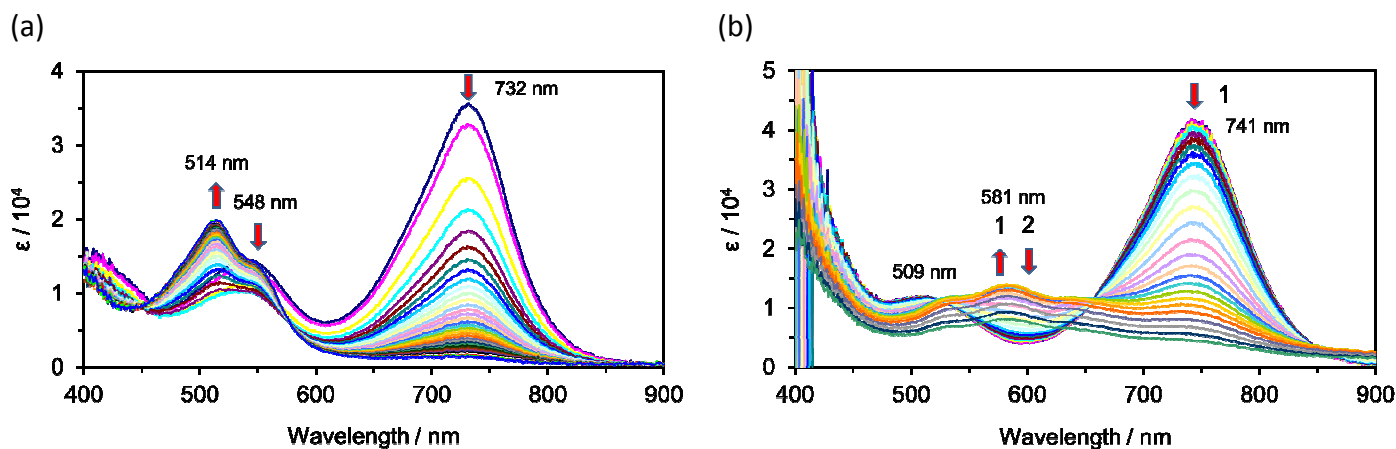 (a)
4
3
2
1
0
ε / 10⁴
732 nm
514 nm
548 nm
400 500 600 700 800 900
Wavelength / nm
(b)
5
4
3
2
1
0
ε / 10⁴
1
741 nm
581 nm
1 2
509 nm
400 500 600 700 800 900
Wavelength / nm